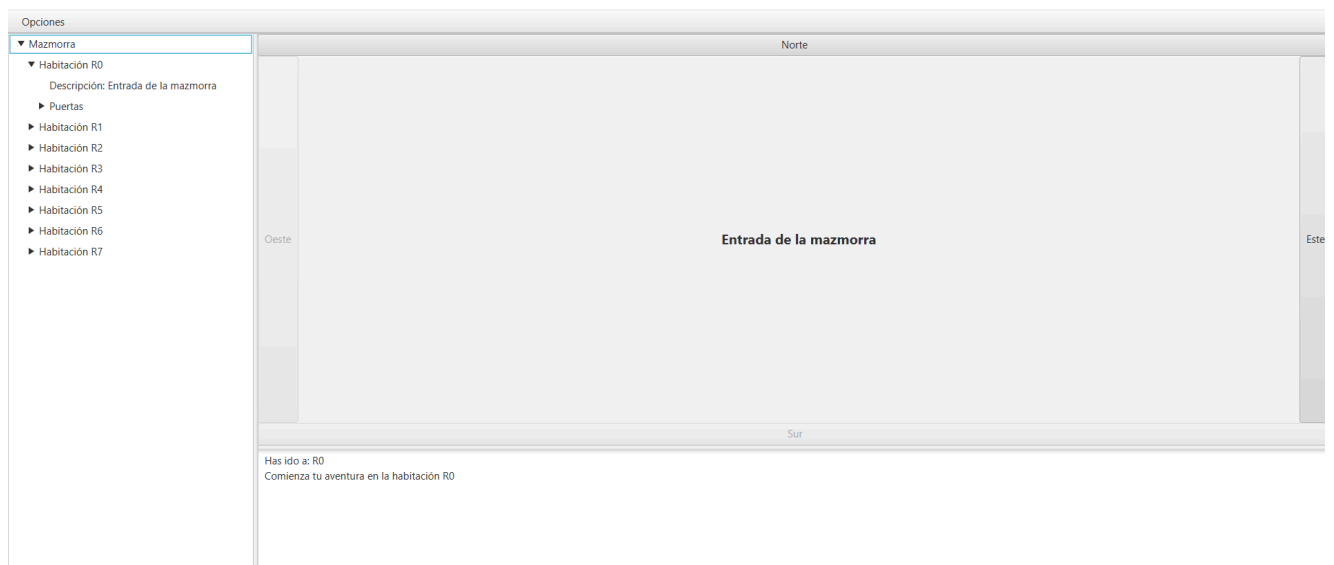 Opciones
Mazmorra
Habitación R0
Descripción: Entrada de la mazmorra
Puertas
Habitación R1
Habitación R2
Habitación R3
Habitación R4
Habitación R5
Habitación R6
Habitación R7
Norte
Oeste
Entrada de la mazmorra
Este
Sur
Has ido a: R0
Comienza tu aventura en la habitación R0